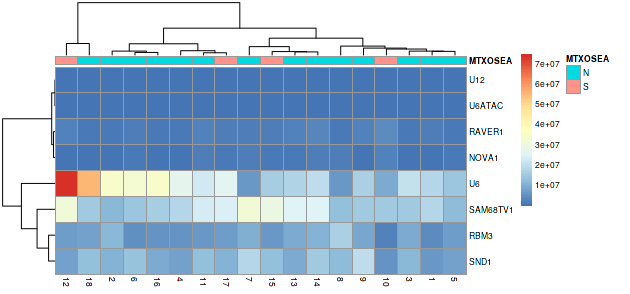 MTXOSEA
U12
U6ATAC
RAVER1
NOVA1
U6
SAM68TV1
RBM3
SND1
12 18 2 6 16 4 11 17 7 15 13 14 8 9 10 3 1 5
7e+07
6e+07
5e+07
4e+07
3e+07
2e+07
1e+07
MTXOSEA
N
S